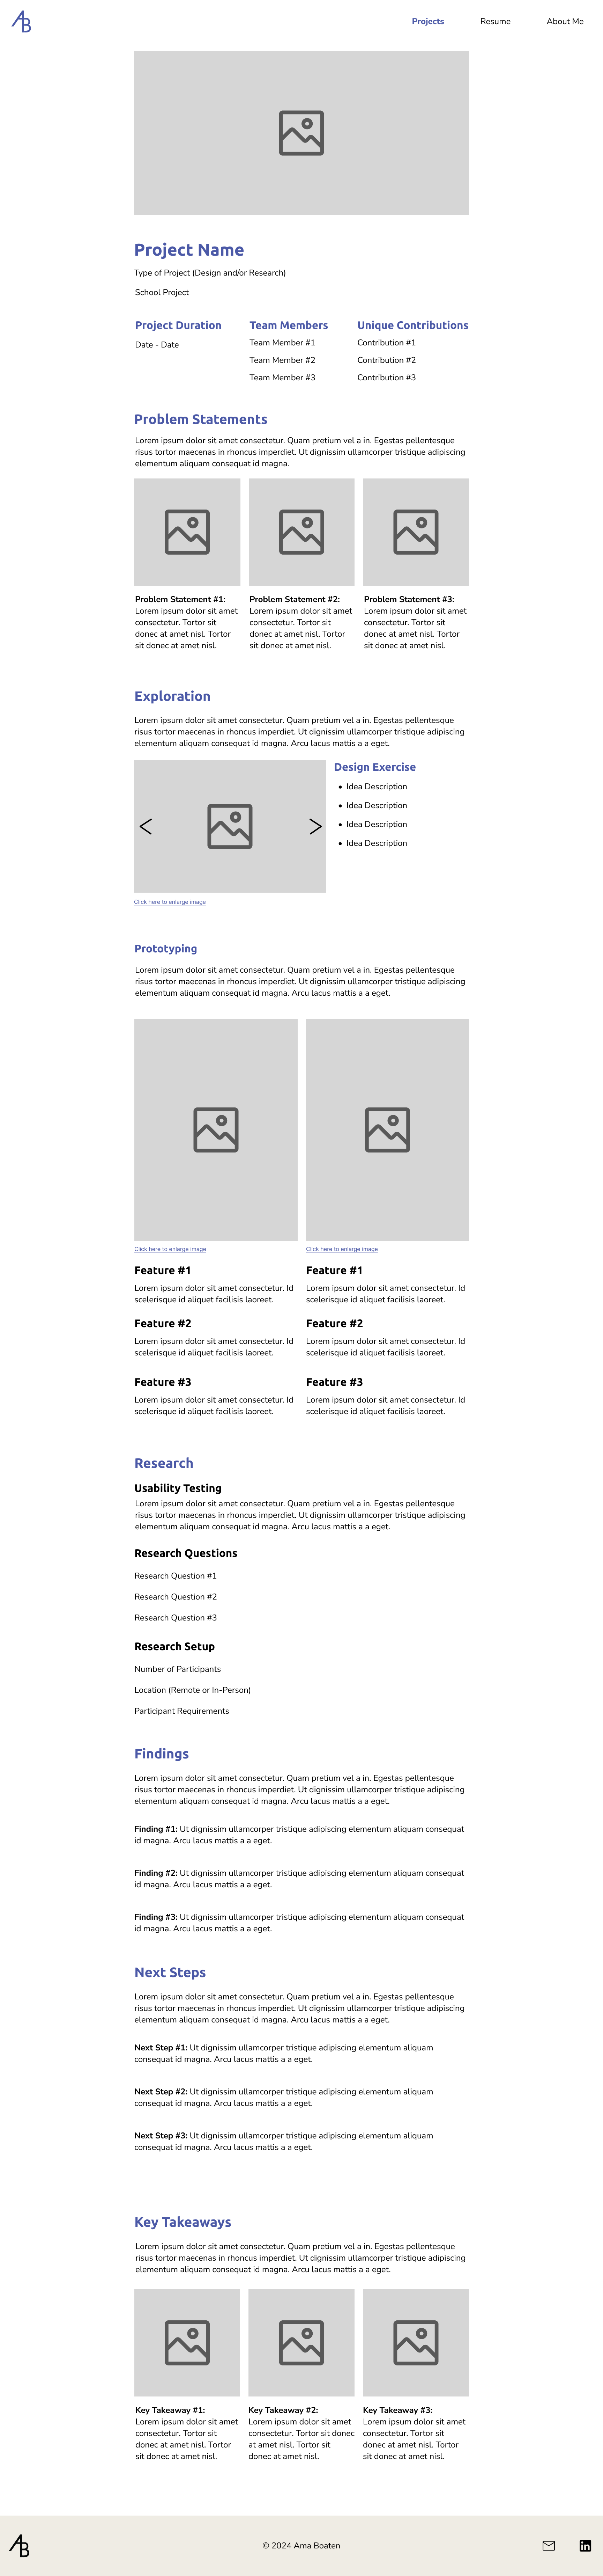 AB
Projects
Resume
About Me
Project Name
Type of Project (Design and/or Research)
School Project
Project Duration
Date - Date
Team Members
Team Member #1
Team Member #2
Team Member #3
Unique Contributions
Contribution #1
Contribution #2
Contribution #3
Problem Statements
Lorem ipsum dolor sit amet consectetur. Quam pretium vel a in. Egestas pellentesque
risus tortor maecenas in rhoncus imperdiet. Ut dignissim ullamcorper tristique adipiscing
elementum aliquam consequat id magna.
Problem Statement #1:
Lorem ipsum dolor sit amet
consectetur. Tortor sit
donec at amet nisl. Tortor
sit donec at amet nisl.
Problem Statement #2:
Lorem ipsum dolor sit amet
consectetur. Tortor sit
donec at amet nisl. Tortor
sit donec at amet nisl.
Problem Statement #3:
Lorem ipsum dolor sit amet
consectetur. Tortor sit
donec at amet nisl. Tortor
sit donec at amet nisl.
Exploration
Lorem ipsum dolor sit amet consectetur. Quam pretium vel a in. Egestas pellentesque
risus tortor maecenas in rhoncus imperdiet. Ut dignissim ullamcorper tristique adipiscing
elementum aliquam consequat id magna. Arcu lacus mattis a a eget.
Click here to enlarge image
Design Exercise
Idea Description
Idea Description
Idea Description
Idea Description
Prototyping
Lorem ipsum dolor sit amet consectetur. Quam pretium vel a in. Egestas pellentesque
risus tortor maecenas in rhoncus imperdiet. Ut dignissim ullamcorper tristique adipiscing
elementum aliquam consequat id magna. Arcu lacus mattis a a eget.
Click here to enlarge image
Feature #1
Lorem ipsum dolor sit amet consectetur. Id
scelerisque id aliquet facilisis laoreet.
Feature #2
Lorem ipsum dolor sit amet consectetur. Id
scelerisque id aliquet facilisis laoreet.
Feature #3
Lorem ipsum dolor sit amet consectetur. Id
scelerisque id aliquet facilisis laoreet.
Click here to enlarge image
Feature #1
Lorem ipsum dolor sit amet consectetur. Id
scelerisque id aliquet facilisis laoreet.
Feature #2
Lorem ipsum dolor sit amet consectetur. Id
scelerisque id aliquet facilisis laoreet.
Feature #3
Lorem ipsum dolor sit amet consectetur. Id
scelerisque id aliquet facilisis laoreet.
Research
Usability Testing
Lorem ipsum dolor sit amet consectetur. Quam pretium vel a in. Egestas pellentesque
risus tortor maecenas in rhoncus imperdiet. Ut dignissim ullamcorper tristique adipiscing
elementum aliquam consequat id magna. Arcu lacus mattis a a eget.
Research Questions
Research Question #1
Research Question #2
Research Question #3
Research Setup
Number of Participants
Location (Remote or In-Person)
Participant Requirements
Findings
Lorem ipsum dolor sit amet consectetur. Quam pretium vel a in. Egestas pellentesque
risus tortor maecenas in rhoncus imperdiet. Ut dignissim ullamcorper tristique adipiscing
elementum aliquam consequat id magna. Arcu lacus mattis a a eget.
Finding #1: Ut dignissim ullamcorper tristique adipiscing elementum aliquam consequat
id magna. Arcu lacus mattis a a eget.
Finding #2: Ut dignissim ullamcorper tristique adipiscing elementum aliquam consequat
id magna. Arcu lacus mattis a a eget.
Finding #3: Ut dignissim ullamcorper tristique adipiscing elementum aliquam consequat
id magna. Arcu lacus mattis a a eget.
Next Steps
Lorem ipsum dolor sit amet consectetur. Quam pretium vel a in. Egestas pellentesque
risus tortor maecenas in rhoncus imperdiet. Ut dignissim ullamcorper tristique adipiscing
elementum aliquam consequat id magna. Arcu lacus mattis a a eget.
Next Step #1: Ut dignissim ullamcorper tristique adipiscing elementum aliquam
consequat id magna. Arcu lacus mattis a a eget.
Next Step #2: Ut dignissim ullamcorper tristique adipiscing elementum aliquam
consequat id magna. Arcu lacus mattis a a eget.
Next Step #3: Ut dignissim ullamcorper tristique adipiscing elementum aliquam
consequat id magna. Arcu lacus mattis a a eget.
Key Takeaways
Lorem ipsum dolor sit amet consectetur. Quam pretium vel a in. Egestas pellentesque
risus tortor maecenas in rhoncus imperdiet. Ut dignissim ullamcorper tristique adipiscing
elementum aliquam consequat id magna. Arcu lacus mattis a a eget.
Key Takeaway #1:
Lorem ipsum dolor sit amet
consectetur. Tortor sit
donec at amet nisl. Tortor
sit donec at amet nisl.
Key Takeaway #2:
Lorem ipsum dolor sit amet
consectetur. Tortor sit donec
at amet nisl. Tortor sit
donec at amet nisl.
Key Takeaway #3:
Lorem ipsum dolor sit amet
consectetur. Tortor sit
donec at amet nisl. Tortor
sit donec at amet nisl.
AB
© 2024 Ama Boaten
in